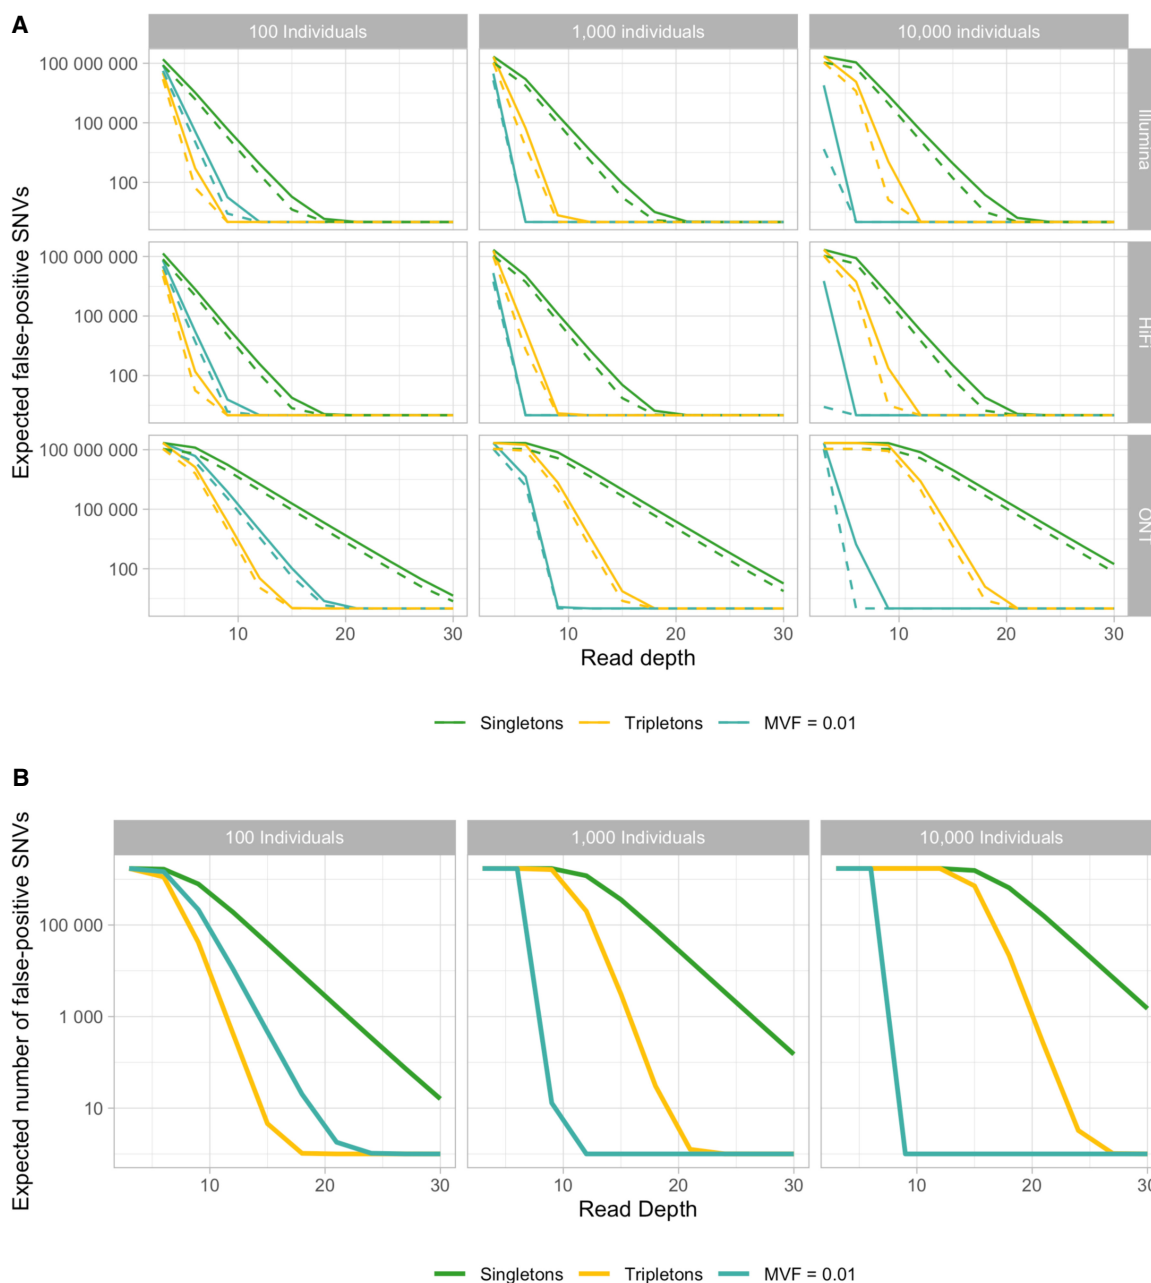 A
100 Individuals
1,000 individuals
10,000 individuals
Expected false-positive SNVs
100 000 000
100 000
100
Illumina
100 000 000
100 000
100
HiFi
100 000 000
100 000
100
ONT
10
20
30
10
20
30
10
20
30
Read depth
Singletons
Tripletons
MVF = 0.01
B
100 Individuals
1,000 Individuals
10,000 Individuals
Expected number of false-positive SNVs
100 000
1 000
10
10
20
30
10
20
30
10
20
Read Depth
Singletons
Tripletons
MVF = 0.01